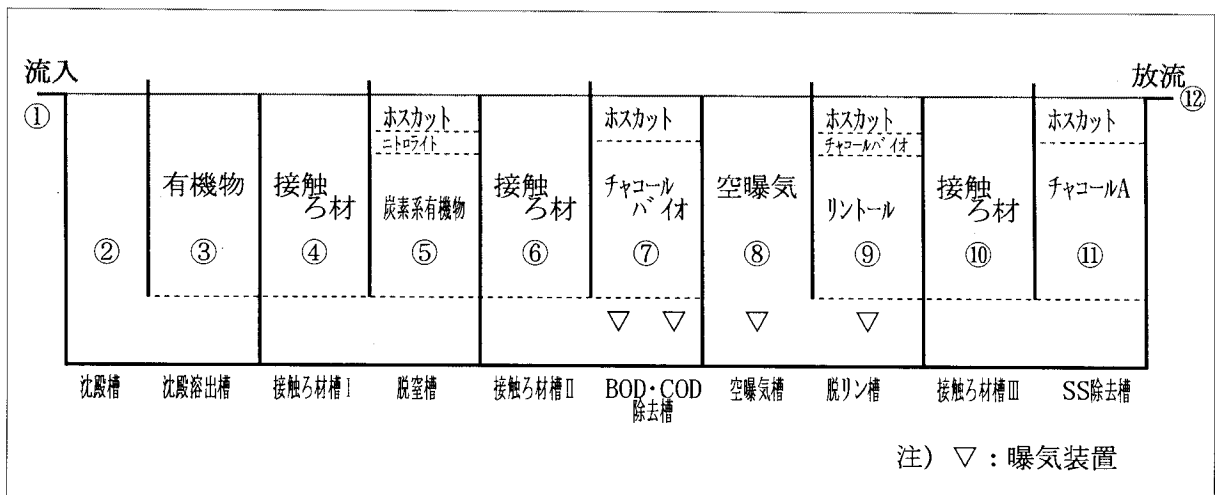 流入
放流
①
⑫
ホスカット
ニトロライト
ホスカット
ホスカット
チャコールバイオ
ホスカット
有機物
接触
ろ材
炭素系有機物
接触
ろ材
チャコール
バイオ
空曝気
リントール
接触
ろ材
チャコールA
②
③
④
⑤
⑥
⑦
⑧
⑨
⑩
⑪
▽ ▽ ▽ ▽
沈殿槽
沈殿溶出槽
接触ろ材槽Ⅰ
脱窒槽
接触ろ材槽Ⅱ
BOD・COD
除去槽
空曝気槽
脱リン槽
接触ろ材槽Ⅲ
SS除去槽
注) ▽:曝気装置